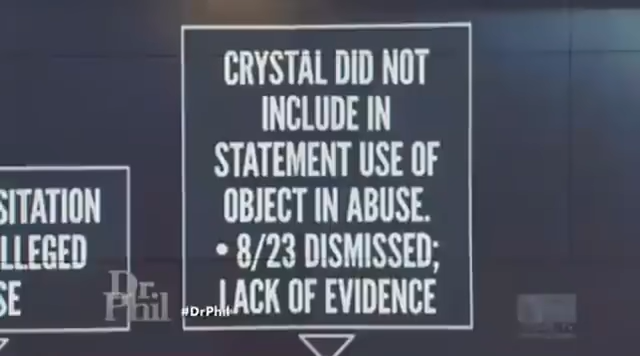 CRYSTAL DID NOT
INCLUDE IN
STATEMENT USE OF
OBJECT IN ABUSE.
• 8/23 DISMISSED;
LACK OF EVIDENCE
SITATION
LLEGED
SE
Dr.
Phil
#DrPhil